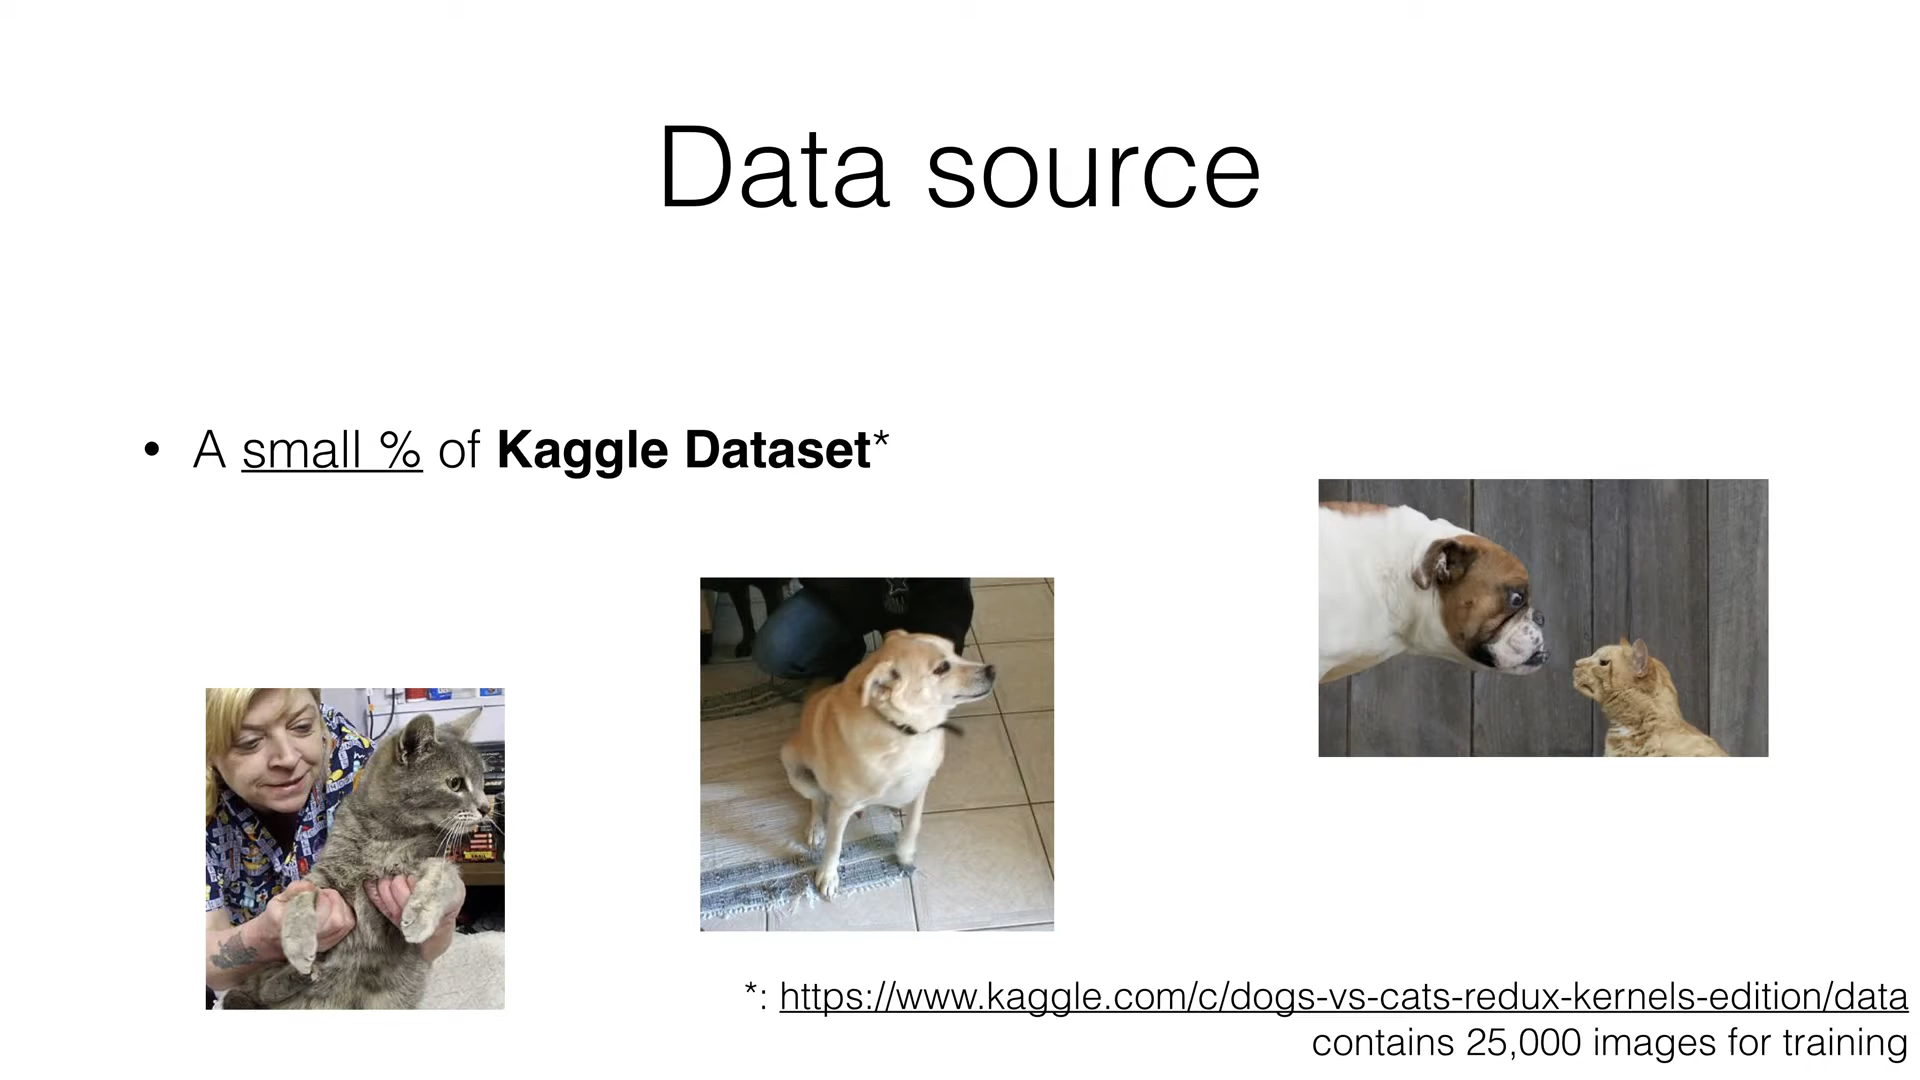 Data source
• A small % of Kaggle Dataset*
*: https://www.kaggle.com/c/dogs-vs-cats-redux-kernels-edition/data
contains 25,000 images for training